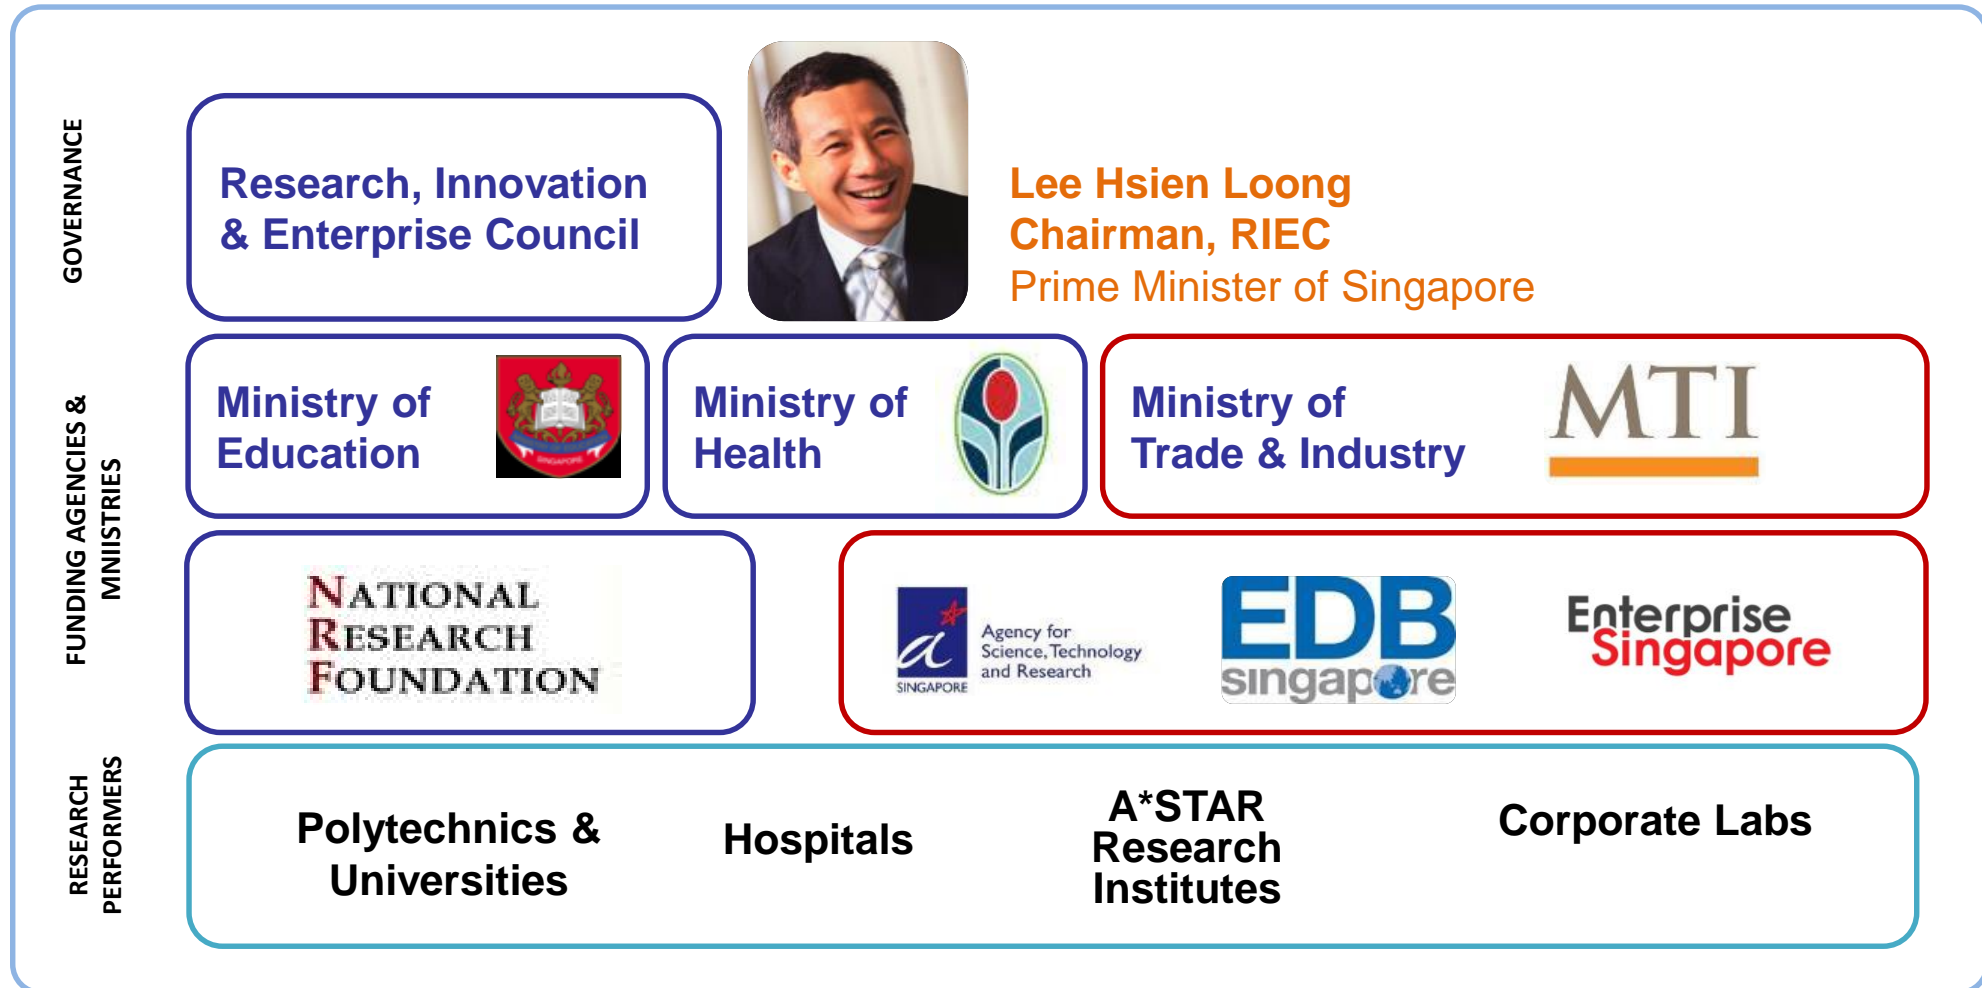 GOVERNANCE
Research, Innovation
& Enterprise Council
Lee Hsien Loong
Chairman, RIEC
Prime Minister of Singapore
FUNDING AGENCIES &
MNIISTRIES
Ministry of
Education
SINGAPORE
Ministry of
Health
Ministry of
Trade & Industry
MTI
NATIONAL
RESEARCH
FOUNDATION
a
SINGAPORE
Agency for
Science, Technology
and Research
EDB
singapore
Enterprise
Singapore
RESEARCH
PERFORMERS
Polytechnics &
Universities
Hospitals
A*STAR
Research
Institutes
Corporate Labs